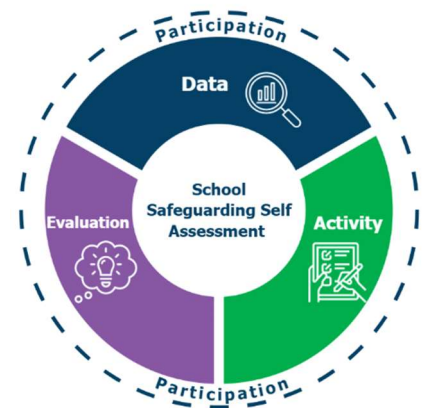 Participation
Data
School
Safeguarding Self
Assessment
Evaluation
Activity
Participation